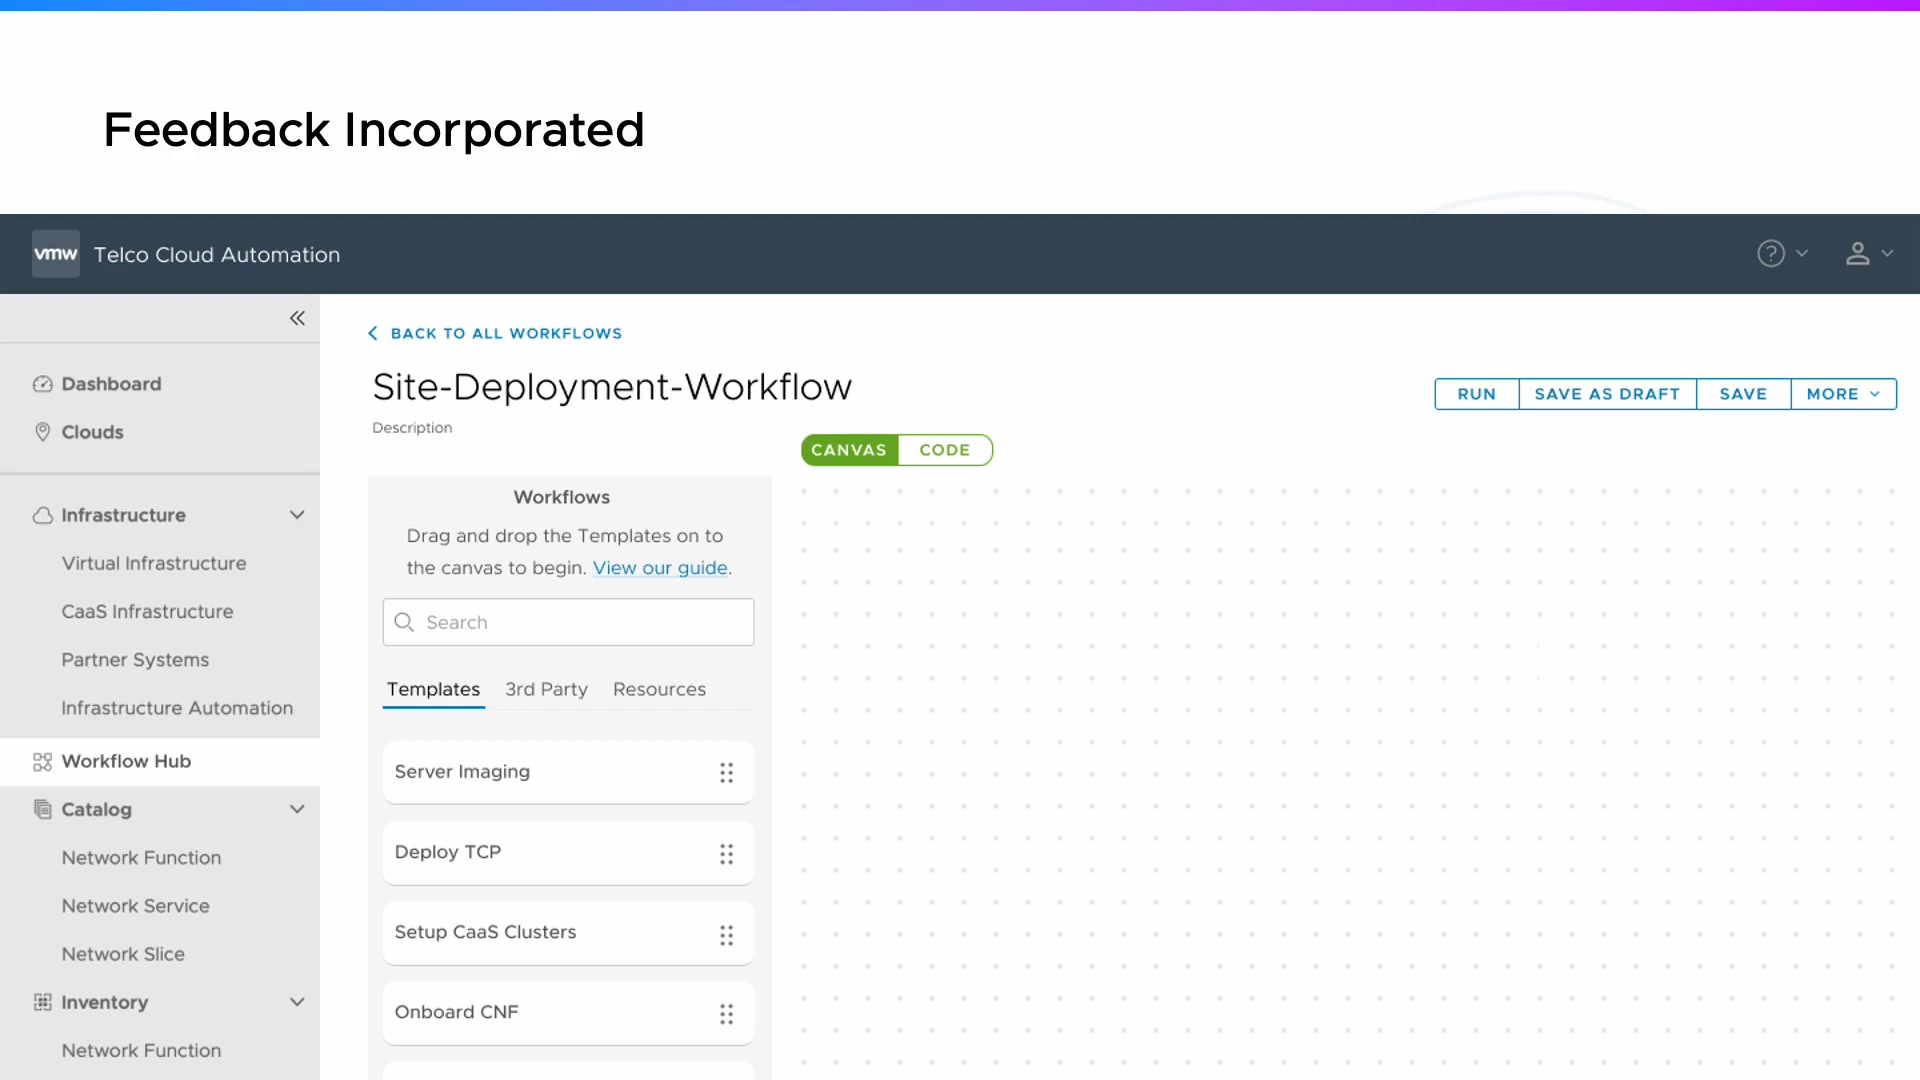 Feedback Incorporated
vmw Telco Cloud Automation
?
BACK TO ALL WORKFLOWS
Site-Deployment-Workflow
Description
RUN SAVE AS DRAFT SAVE MORE
CANVAS CODE
Dashboard
Clouds
Infrastructure
Virtual Infrastructure
CaaS Infrastructure
Partner Systems
Infrastructure Automation
Workflow Hub
Catalog
Network Function
Network Service
Network Slice
Inventory
Network Function
Workflows
Drag and drop the Templates on to
the canvas to begin. View our guide.
Search
Templates 3rd Party Resources
Server Imaging
Deploy TCP
Setup CaaS Clusters
Onboard CNF